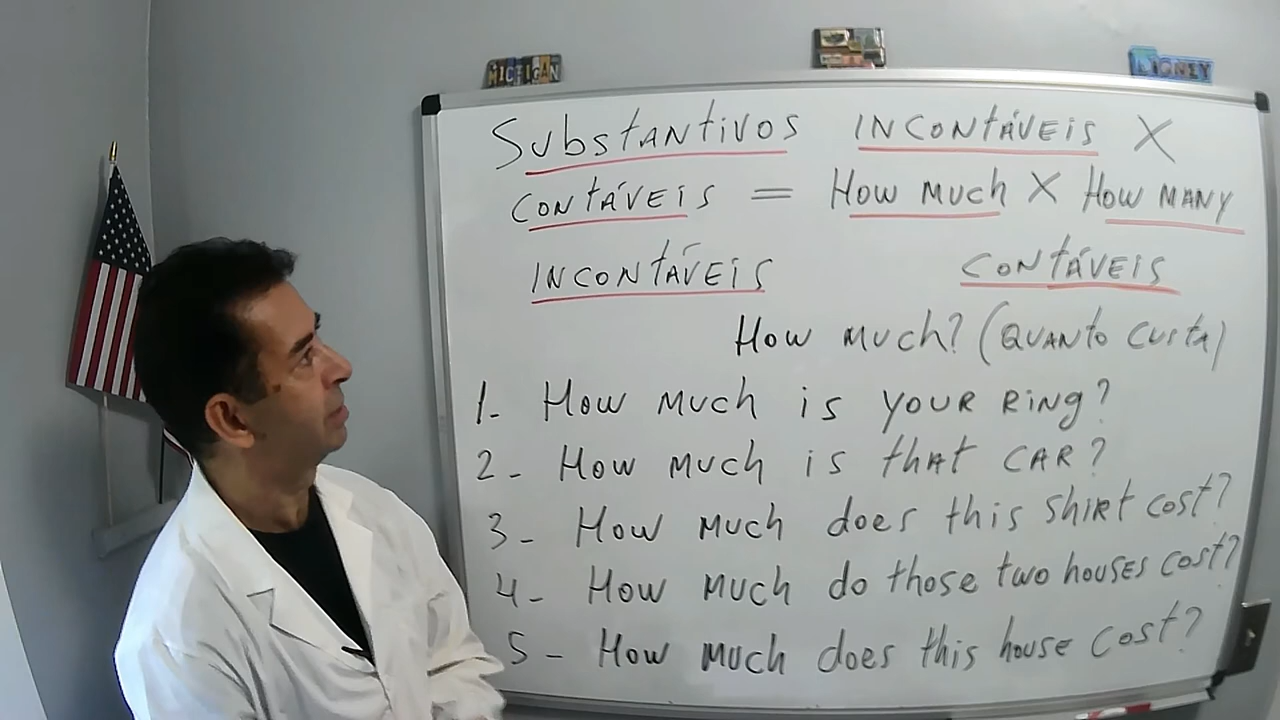 MICHIGAN
DISNEY
Substantivos INCONtÁVEiS X
CONtÁVEiS = How Much X How MANY
INCONtÁVEiS CONtÁVEiS
How Much? (QUANto CustA)
1- How Much is YOUR RiNg?
2- How Much is thAt CAR?
3- How Much does this shiRt cost?
4- How Much do those two houses cost?
5- How Much does this house cost?